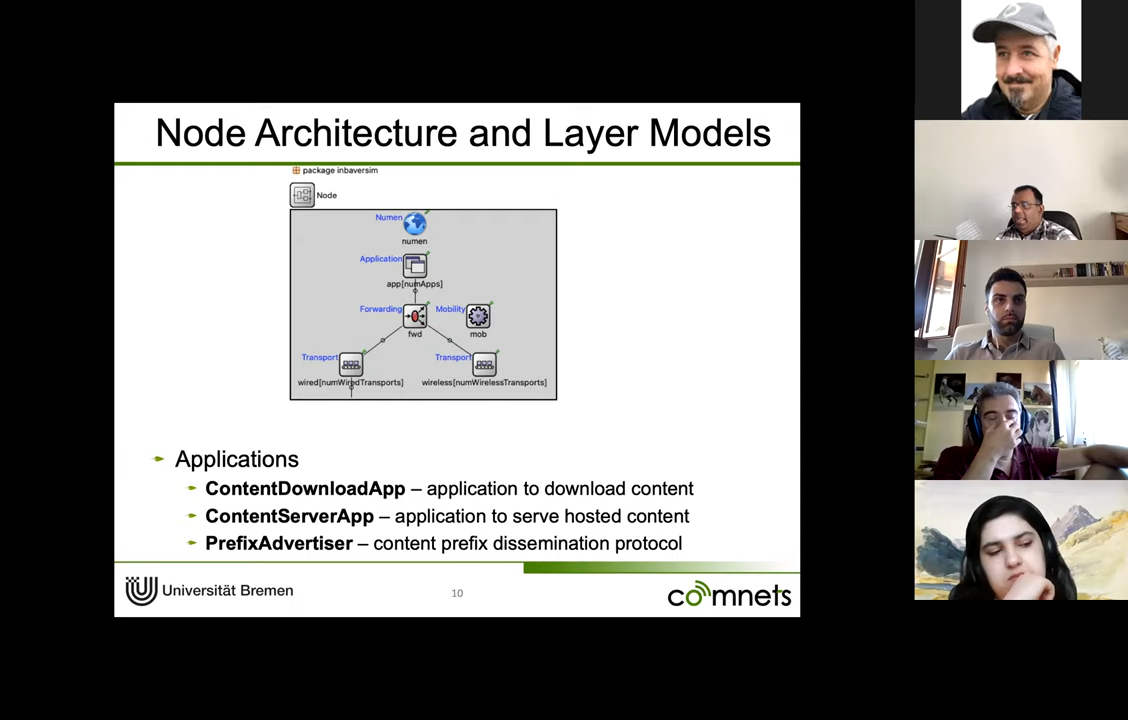 Node Architecture and Layer Models
package inbaversim
Node
Numen
numen
Application
app[numApps]
Forwarding
fwd
Mobility
mob
Transport
wired[numWiredTransports]
Transport
wireless[numWirelessTransports]
Applications
ContentDownloadApp – application to download content
ContentServerApp – application to serve hosted content
PrefixAdvertiser – content prefix dissemination protocol
Universität Bremen
10
comnets